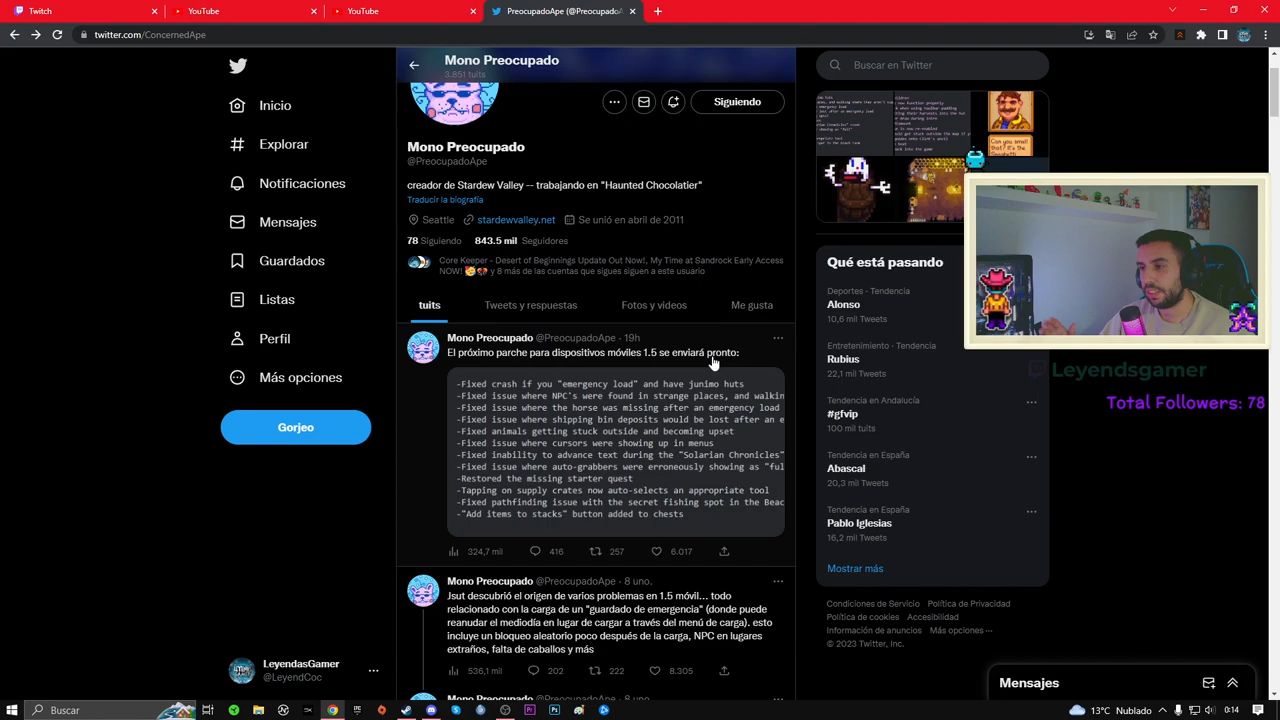 Twitch
YouTube
YouTube
PreocupadoApe (@PreocupadoA
twitter.com/ConcernedApe
Mono Preocupado
3.851 tuits
Siguiendo
Mono Preocupado
@PreocupadoApe
creador de Stardew Valley -- trabajando en "Haunted Chocolatier"
Traducir la biografía
Seattle
stardewvalley.net
Se unió en abril de 2011
78 Siguiendo
843.5 mil Seguidores
Core Keeper - Desert of Beginnings Update Out Now!, My Time at Sandrock Early Access
NOW! y 8 más de las cuentas que sigues siguen a este usuario
tuits
Tweets y respuestas
Fotos y videos
Me gusta
Mono Preocupado @PreocupadoApe · 19h
El próximo parche para dispositivos móviles 1.5 se enviará pronto:
-Fixed crash if you "emergency load" and have junimo huts
-Fixed issue where NPC's were found in strange places, and walkin
-Fixed issue where the horse was missing after an emergency load
-Fixed issue where shipping bin deposits would be lost after an e
-Fixed animals getting stuck outside and becoming upset
-Fixed issue where cursors were showing up in menus
-Fixed inability to advance text during the "Solarian Chronicles"
-Fixed issue where auto-grabbers were erroneously showing as "ful
-Restored the missing starter quest
-Tapping on supply crates now auto-selects an appropriate tool
-Fixed pathfinding issue with the secret fishing spot in the Beac
-"Add items to stacks" button added to chests
324,7 mil
416
257
6.017
Mono Preocupado @PreocupadoApe · 8 uno.
Jsut descubrió el origen de varios problemas en 1.5 móvil... todo
relacionado con la carga de un "guardado de emergencia" (donde puede
reanudar el mediodía en lugar de cargar a través del menú de carga). esto
incluye un bloqueo aleatorio poco después de la carga, NPC en lugares
extraños, falta de caballos y más
536,1 mil
202
222
8.305
Mono Preocupado @PreocupadoApe · 8 uno.
Inicio
Explorar
Notificaciones
Mensajes
Guardados
Listas
Perfil
Más opciones
Gorjeo
LeyendasGamer
@LeyendCoc
Buscar en Twitter
Can you smell
that? It's the
Qué está pasando
Deportes · Tendencia
Alonso
10,6 mil Tweets
Entretenimiento · Tendencia
Rubius
22,1 mil Tweets
Tendencia en Andalucía
#gfvip
100 mil tuits
Tendencia en España
Abascal
20,3 mil Tweets
Tendencia en España
Pablo Iglesias
16,2 mil Tweets
Mostrar más
Condiciones de Servicio Política de Privacidad
Política de cookies Accesibilidad
Información de anuncios Más opciones ···
© 2023 Twitter, Inc.
Leyendsgamer
Total Followers: 78
Mensajes
Buscar
13°C Nublado
0:14